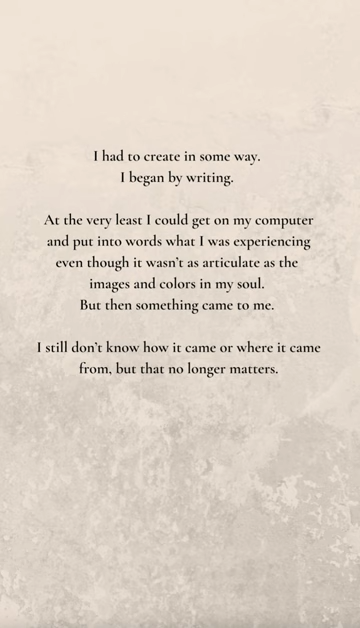 I had to create in some way.
I began by writing.
At the very least I could get on my computer
and put into words what I was experiencing
even though it wasn't as articulate as the
images and colors in my soul.
But then something came to me.
I still don't know how it came or where it came
from, but that no longer matters.